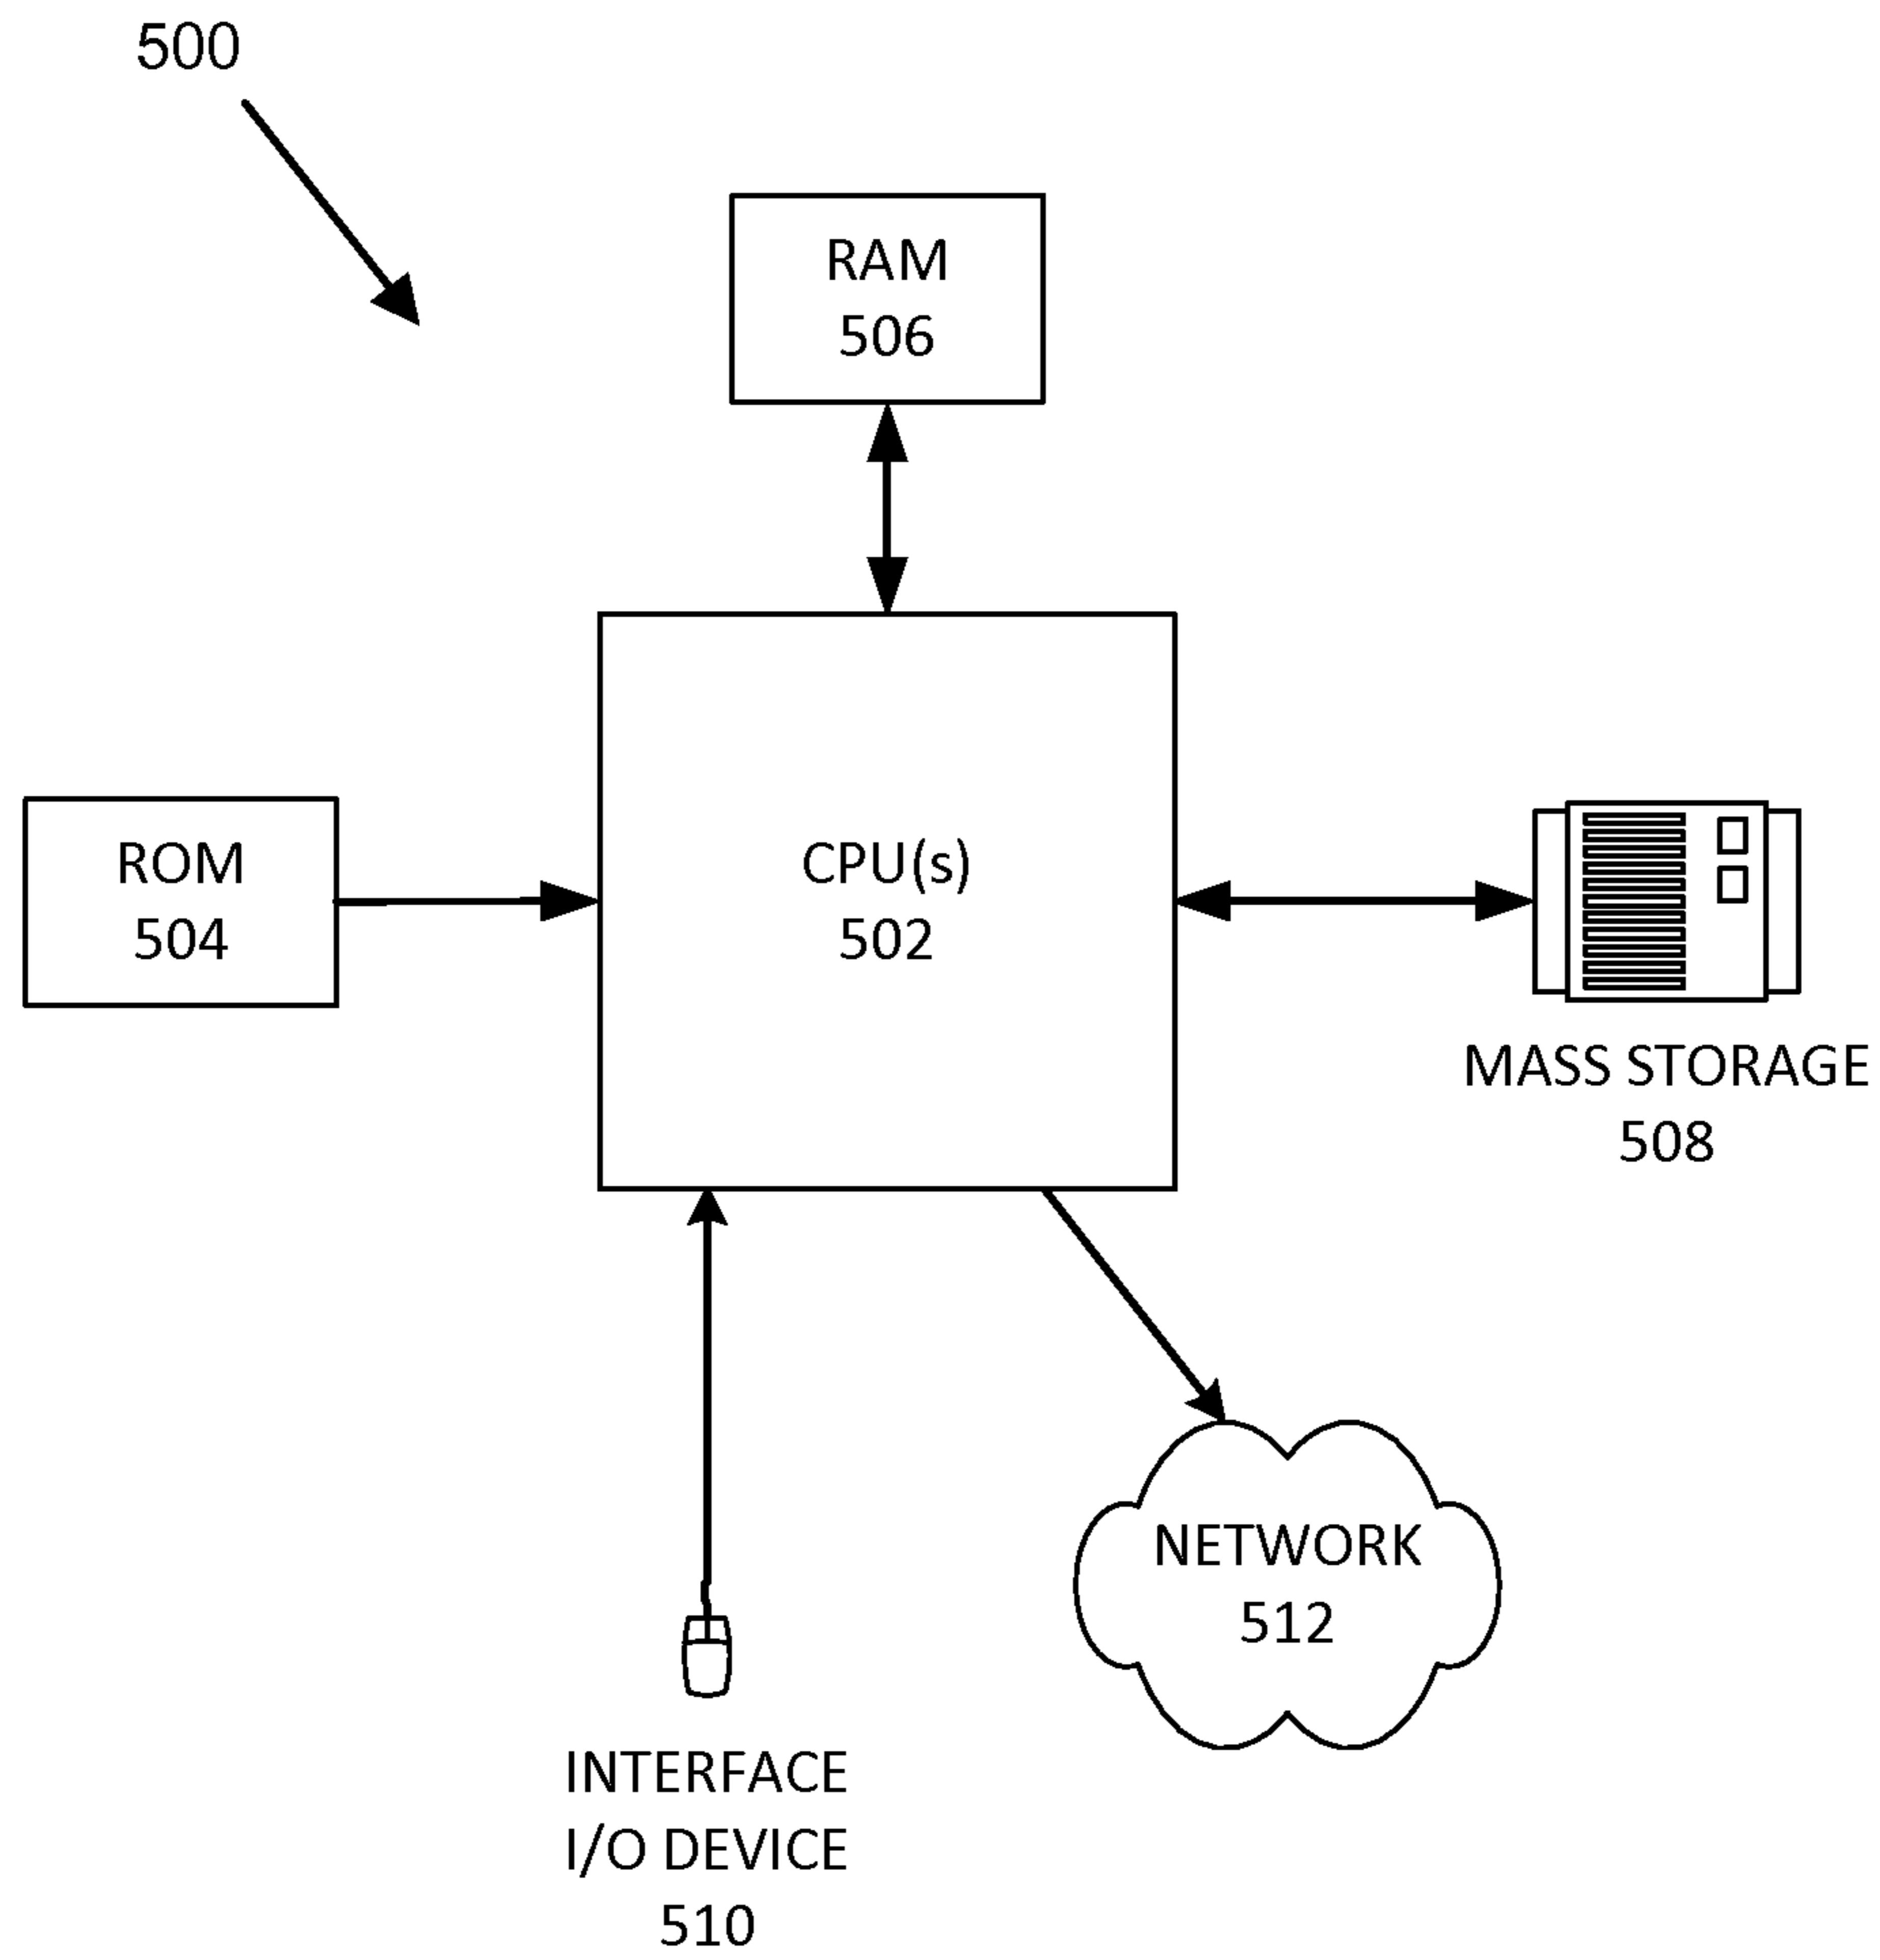 500
RAM
506
ROM
504
CPU(s)
502
MASS STORAGE
508
NETWORK
512
INTERFACE
I/O DEVICE
510